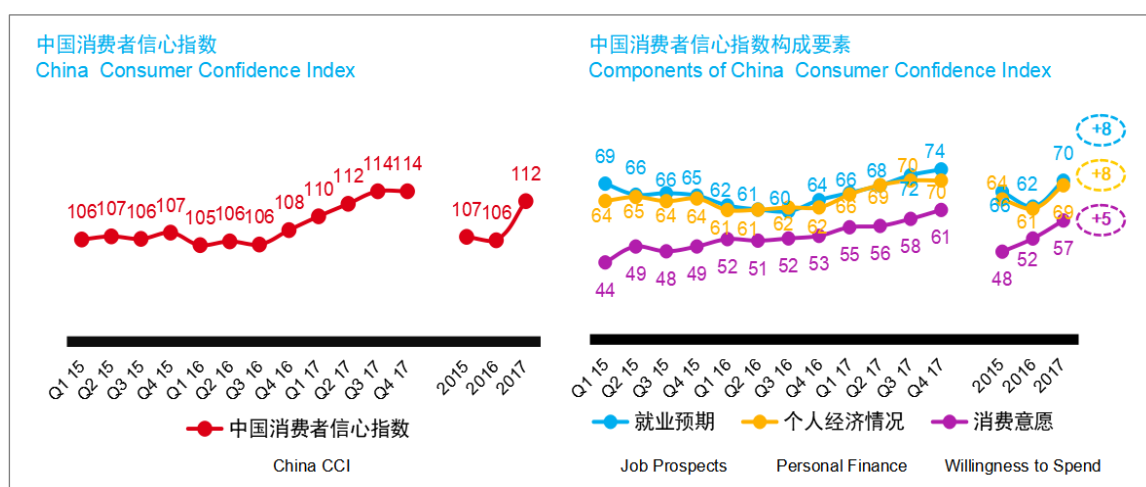 中国消费者信心指数
China  Consumer Confidence Index
106 107 106 107 105 106 106 108 110 112 114 114
107 106 112
Q1 15 Q2 15 Q3 15 Q4 15 Q1 16 Q2 16 Q3 16 Q4 16 Q1 17 Q2 17 Q3 17 Q4 17 2015 2016 2017
中国消费者信心指数
China CCI
中国消费者信心指数构成要素
Components of China  Consumer Confidence Index
69 66 66 65 62 61 60 64 66 68 72 74
64 65 64 64 61 61 62 62 66 69 70 70
44 49 48 49 52 51 52 53 55 56 58 61
66 62 70
64 61 69
48 52 57
+8
+8
+5
Q1 15 Q2 15 Q3 15 Q4 15 Q1 16 Q2 16 Q3 16 Q4 16 Q1 17 Q2 17 Q3 17 Q4 17 2015 2016 2017
就业预期 个人经济情况 消费意愿
Job Prospects Personal Finance Willingness to Spend